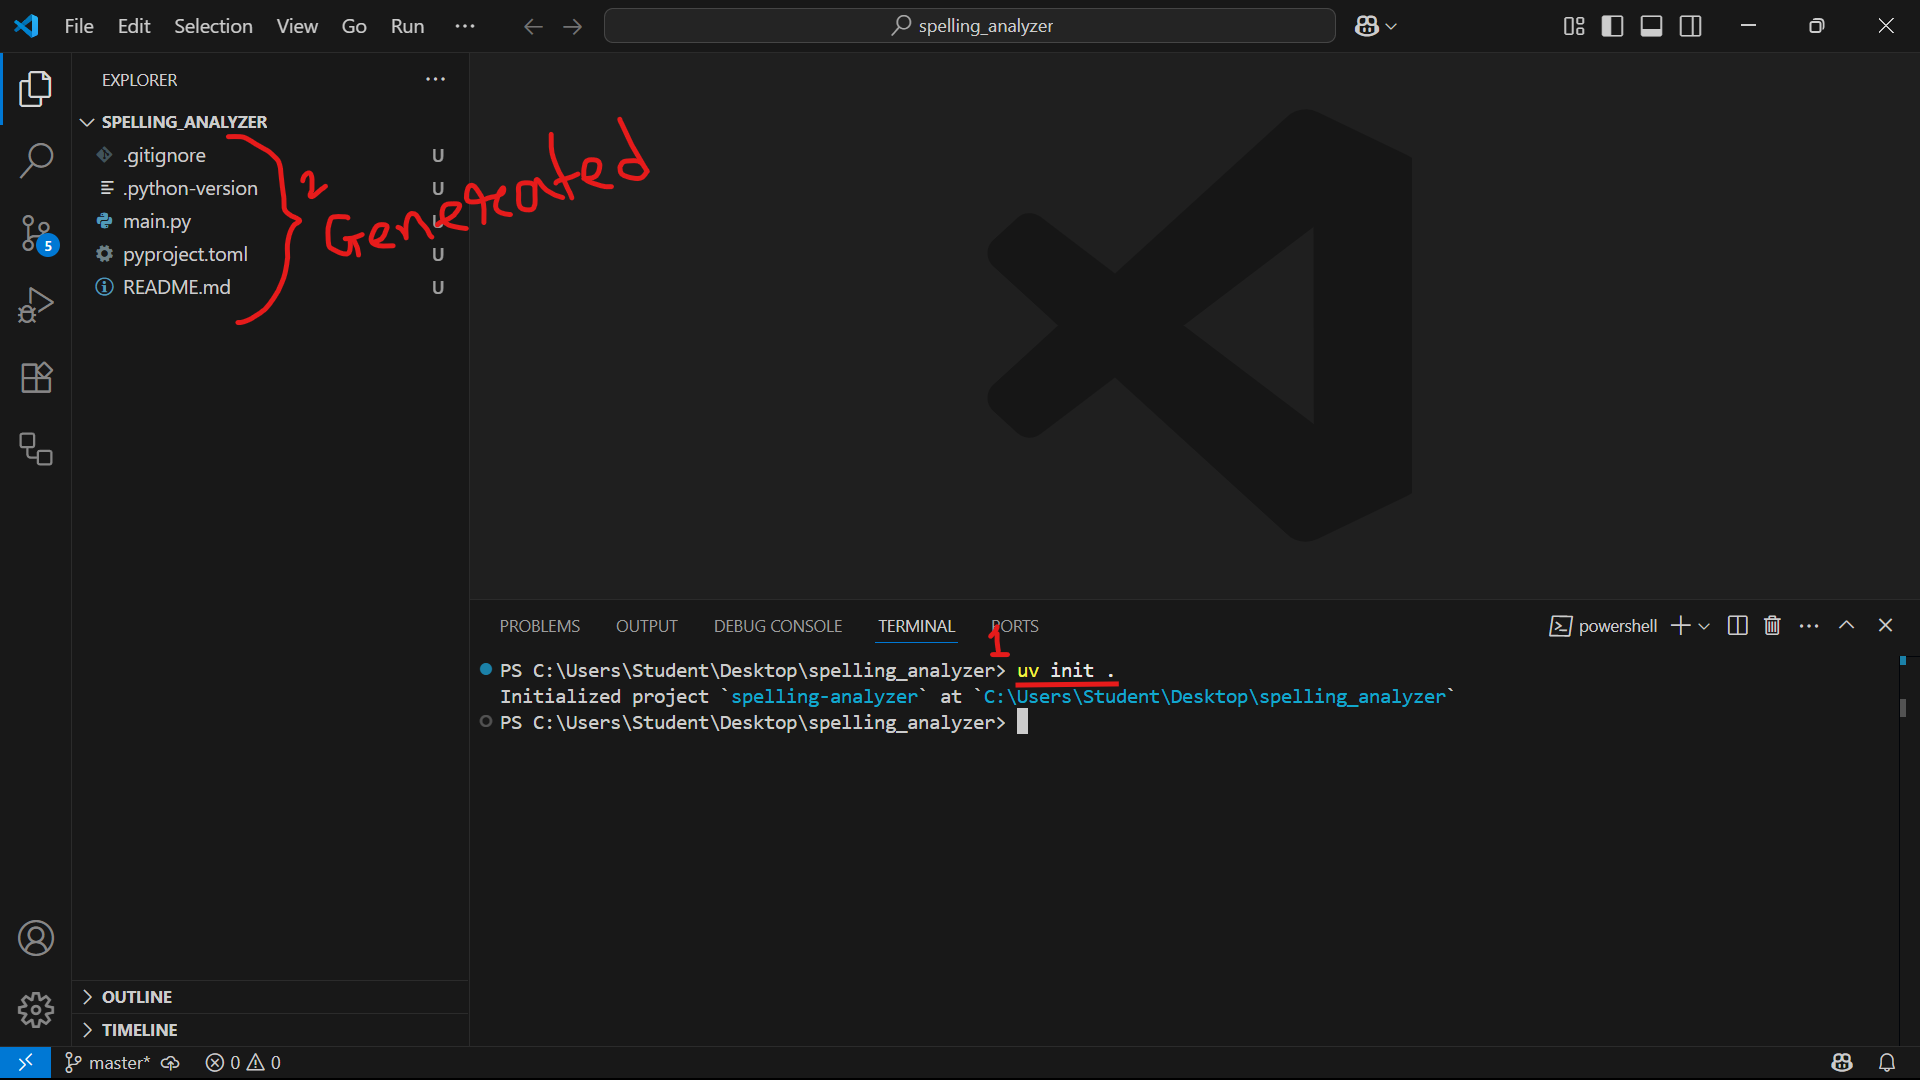 File Edit Selection View Go Run ···
spelling_analyzer
EXPLORER
SPELLING_ANALYZER
.gitignore U
.python-version U
main.py U
pyproject.toml U
README.md U
2
Generated
5
PROBLEMS OUTPUT DEBUG CONSOLE TERMINAL PORTS
powershell
1
PS C:\Users\Student\Desktop\spelling_analyzer> uv init .
Initialized project `spelling-analyzer` at `C:\Users\Student\Desktop\spelling_analyzer`
PS C:\Users\Student\Desktop\spelling_analyzer>
OUTLINE
TIMELINE
master* 0 0